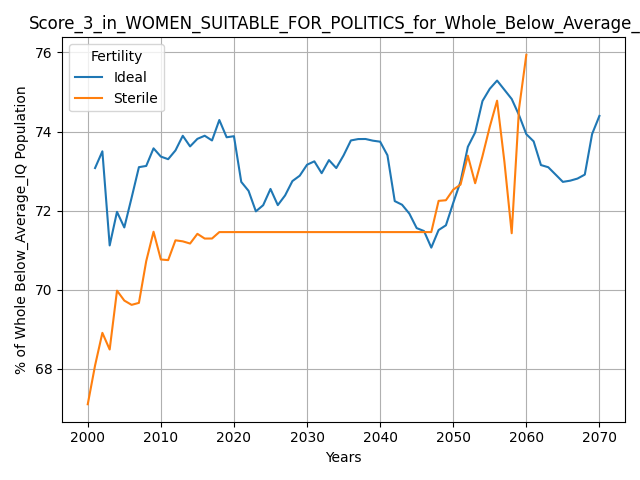 Score_3_in_WOMEN_SUITABLE_FOR_POLITICS_for_Whole_Below_Average_
Fertility
Ideal
Sterile
% of Whole Below_Average_IQ Population
76
74
72
70
68
2000 2010 2020 2030 2040 2050 2060 2070
Years